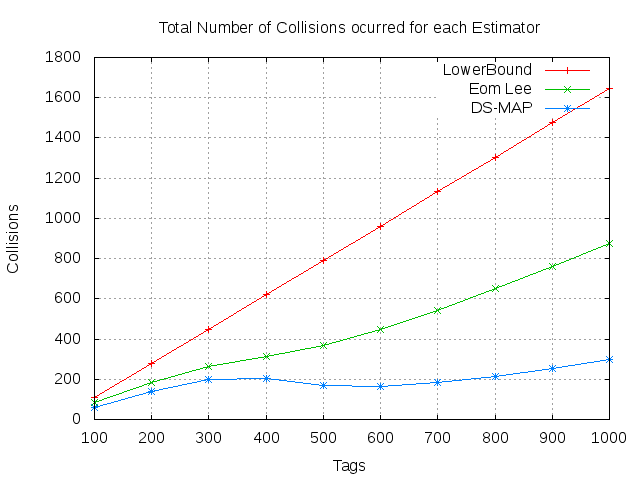 Total Number of Collisions ocurred for each Estimator
1800
1600
1400
1200
1000
800
600
400
200
0
Collisions
LowerBound
Eom Lee
DS-MAP
100 200 300 400 500 600 700 800 900 1000
Tags